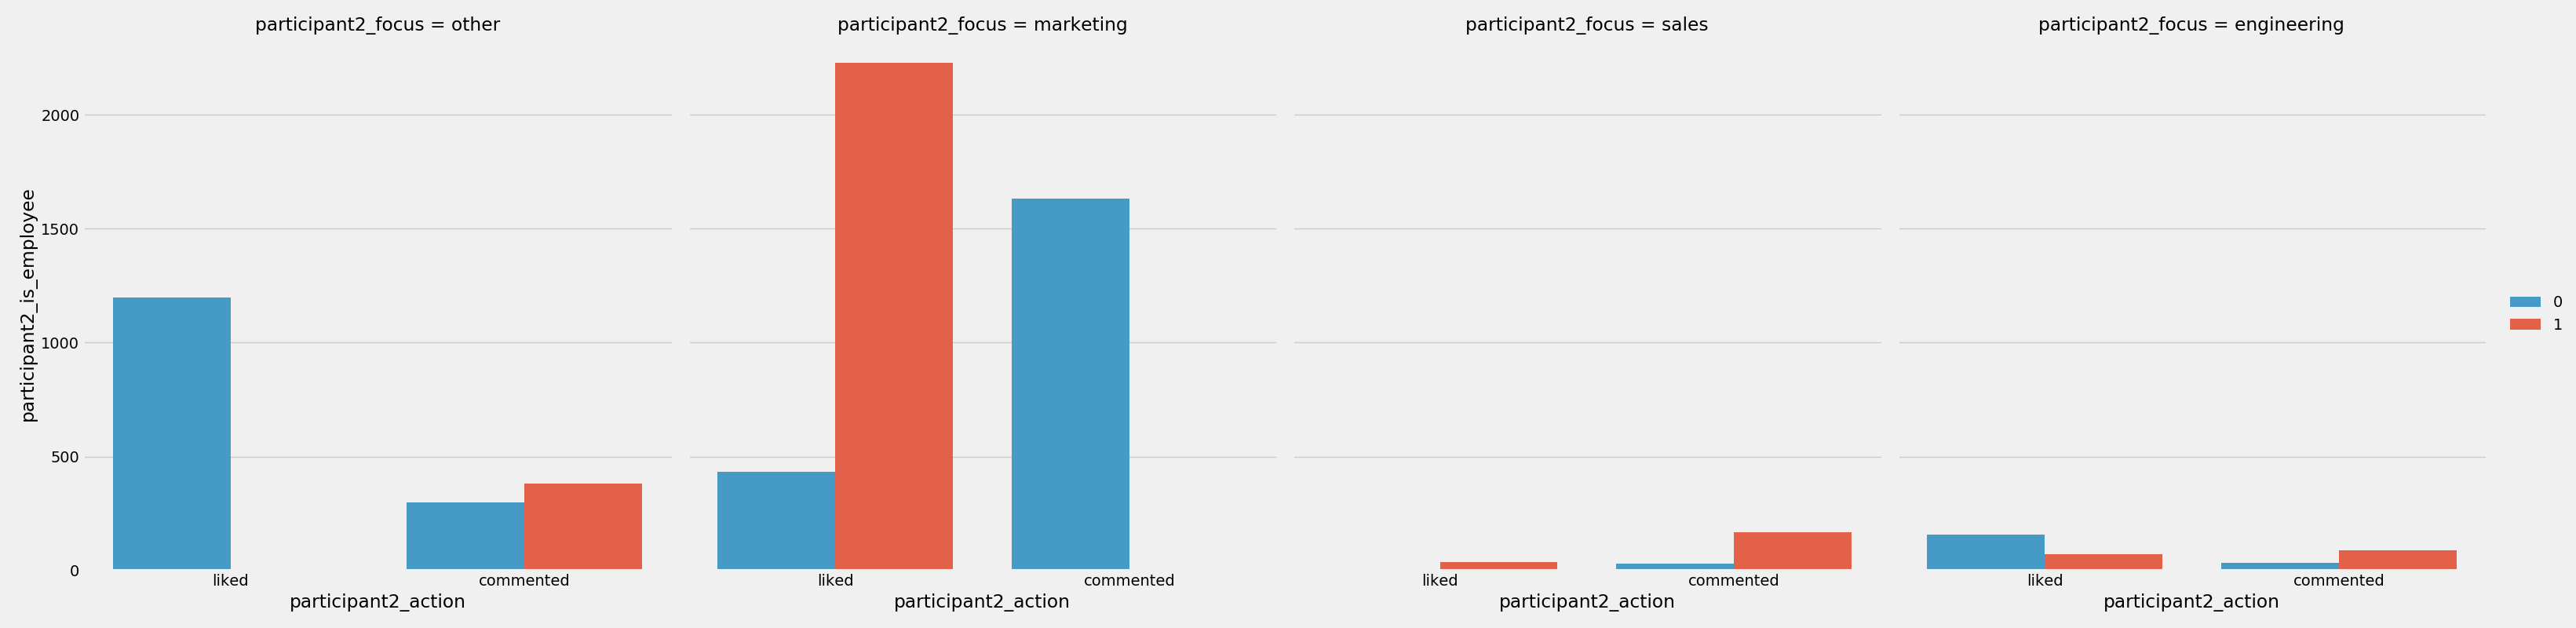 participant2_focus = other
participant2_focus = marketing
participant2_focus = sales
participant2_focus = engineering
participant2_is_employee
2000
1500
1000
500
0
liked
commented
liked
commented
liked
commented
liked
commented
participant2_action
participant2_action
participant2_action
participant2_action
0
1